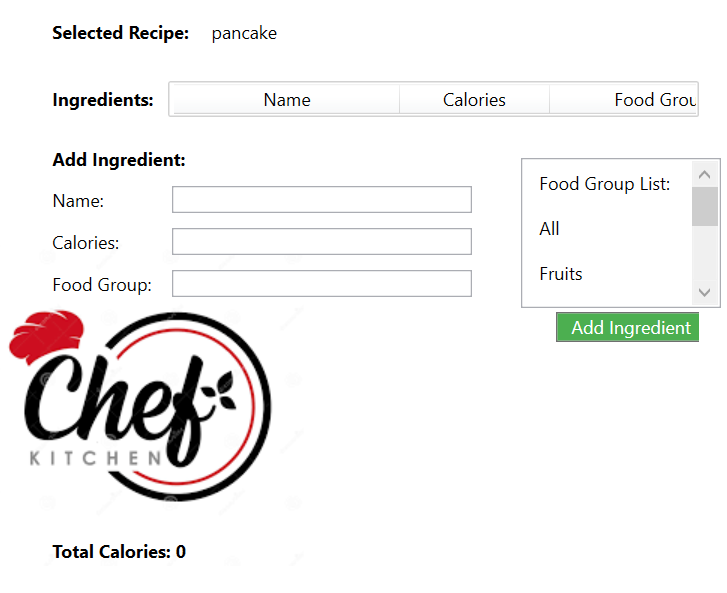 Selected Recipe: pancake
Ingredients: Name Calories Food Grou
Add Ingredient:
Food Group List:
Name:
All
Calories:
Fruits
Food Group:
Add Ingredient
Chef
KITCHEN
Total Calories: 0